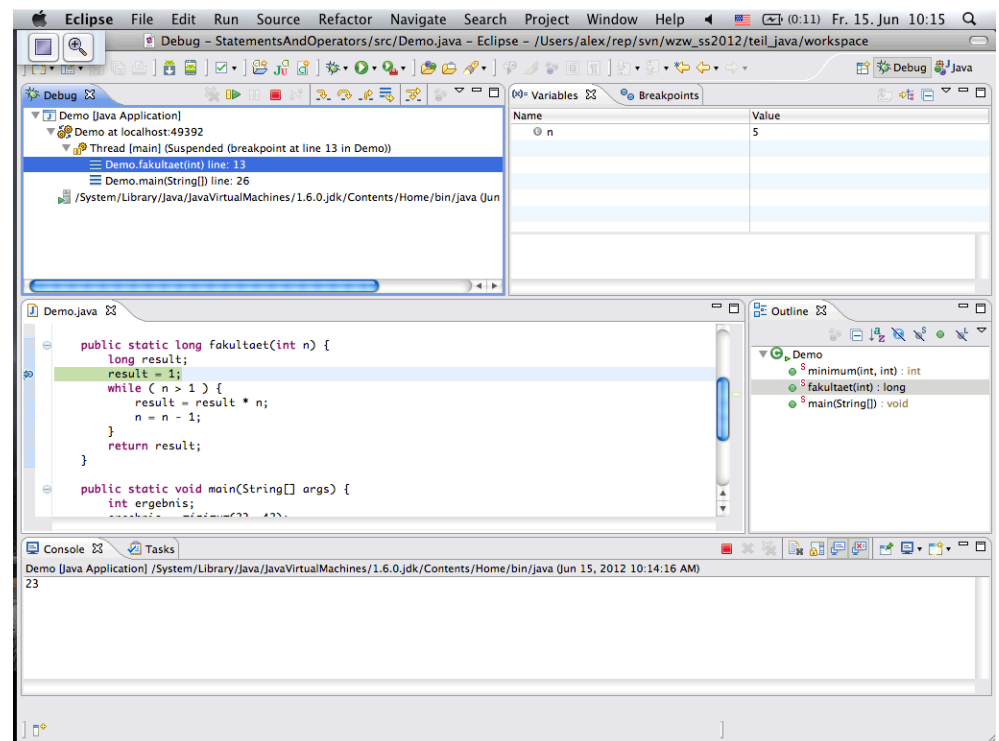 Eclipse File Edit Run Source Refactor Navigate Search Project Window Help (0:11) Fr. 15. Jun 10:15
Debug – StatementsAndOperators/src/Demo.java – Eclipse – /Users/alex/rep/svn/wzw_ss2012/teil_java/workspace
Debug Java
Debug
Demo [Java Application]
Demo at localhost:49392
Thread [main] (Suspended (breakpoint at line 13 in Demo))
Demo.fakultaet(int) line: 13
Demo.main(String[]) line: 26
/System/Library/Java/JavaVirtualMachines/1.6.0.jdk/Contents/Home/bin/java (Jun
(x)= Variables Breakpoints
Name Value
n 5
Demo.java
public static long fakultaet(int n) {
long result;
result = 1;
while ( n > 1 ) {
result = result * n;
n = n - 1;
}
return result;
}
public static void main(String[] args) {
int ergebnis;
Outline
Demo
minimum(int, int) : int
fakultaet(int) : long
main(String[]) : void
Console Tasks
Demo [Java Application] /System/Library/Java/JavaVirtualMachines/1.6.0.jdk/Contents/Home/bin/java (Jun 15, 2012 10:14:16 AM)
23